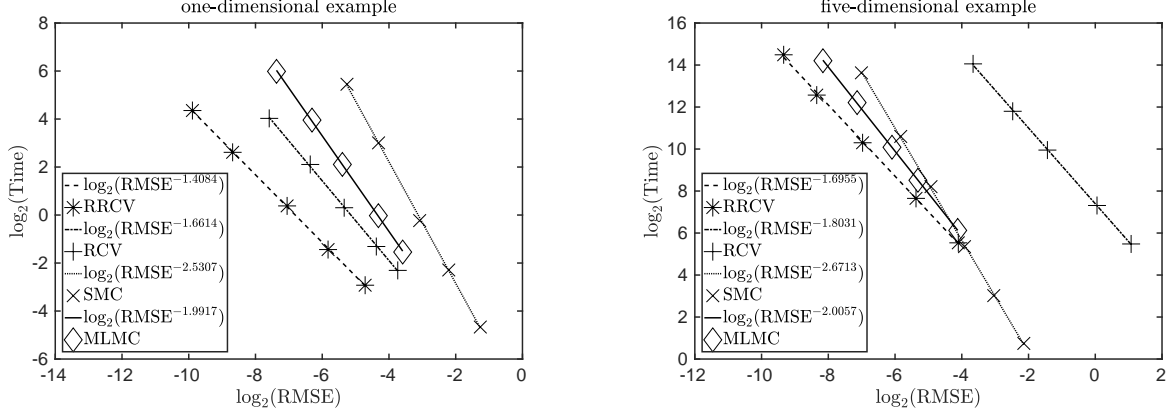 one-dimensional example
8
6
4
2
0
-2
-4
-6
log₂(Time)
-14 -12 -10 -8 -6 -4 -2 0
log₂(RMSE)
log₂(RMSE⁻¹·⁴⁰⁸⁴)
RRCV
log₂(RMSE⁻¹·⁶⁶¹⁴)
RCV
log₂(RMSE⁻²·⁵³⁰⁷)
SMC
log₂(RMSE⁻¹·⁹⁹¹⁷)
MLMC
five-dimensional example
16
14
12
10
8
6
4
2
0
log₂(Time)
-12 -10 -8 -6 -4 -2 0 2
log₂(RMSE)
log₂(RMSE⁻¹·⁶⁹⁵⁵)
RRCV
log₂(RMSE⁻¹·⁸⁰³¹)
RCV
log₂(RMSE⁻²·⁶⁷¹³)
SMC
log₂(RMSE⁻²·⁰⁰⁵⁷)
MLMC